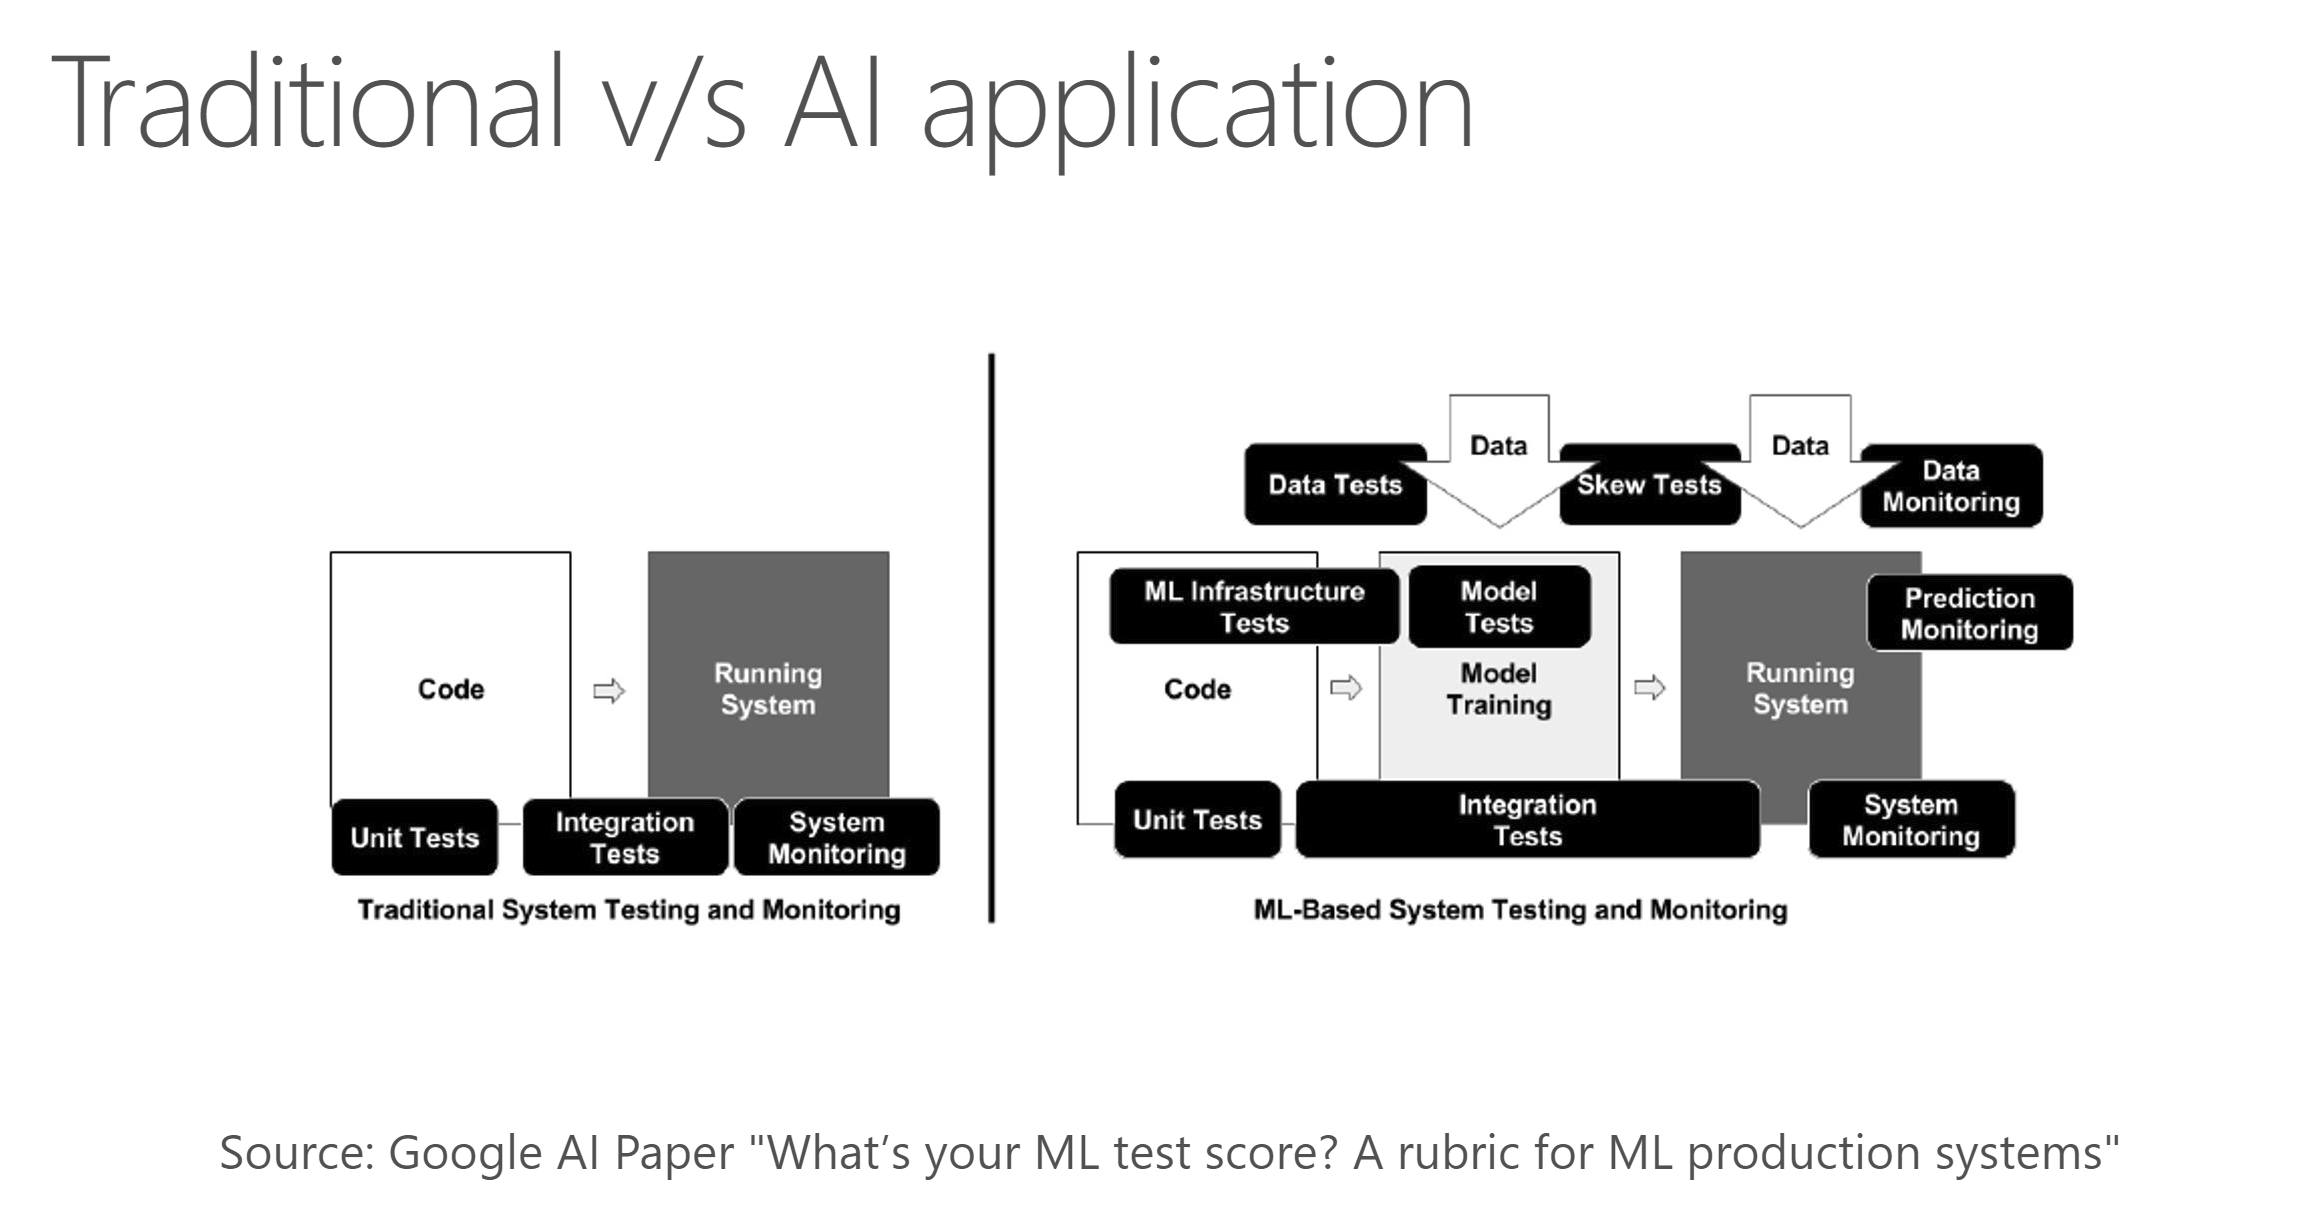 Traditional v/s AI application
Code
Running
System
Unit Tests
Integration
Tests
System
Monitoring
Traditional System Testing and Monitoring
Data
Data
Data Tests
Skew Tests
Data
Monitoring
ML Infrastructure
Tests
Model
Tests
Prediction
Monitoring
Code
Model
Training
Running
System
Unit Tests
Integration
Tests
System
Monitoring
ML-Based System Testing and Monitoring
Source: Google AI Paper "What’s your ML test score? A rubric for ML production systems"